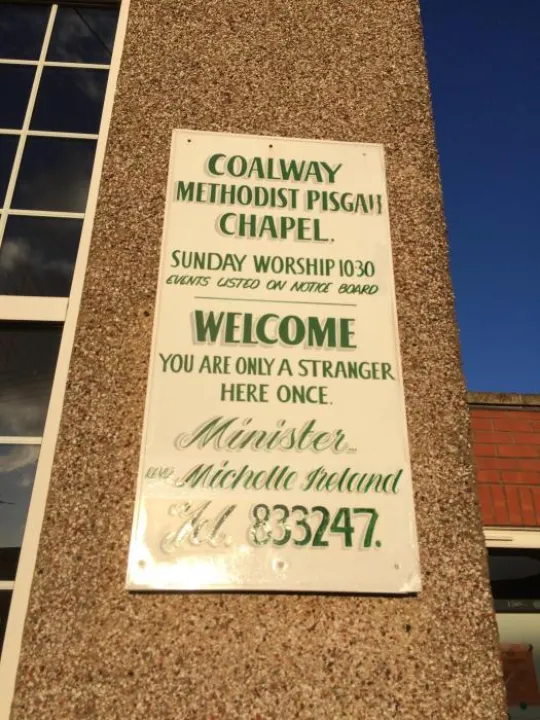 COALWAY
METHODIST PISGAH
CHAPEL.
SUNDAY WORSHIP 1030
EVENTS LISTED ON NOTICE BOARD
WELCOME
YOU ARE ONLY A STRANGER
HERE ONCE.
Minister...
REV. Michelle Ireland
Tel. 833247.